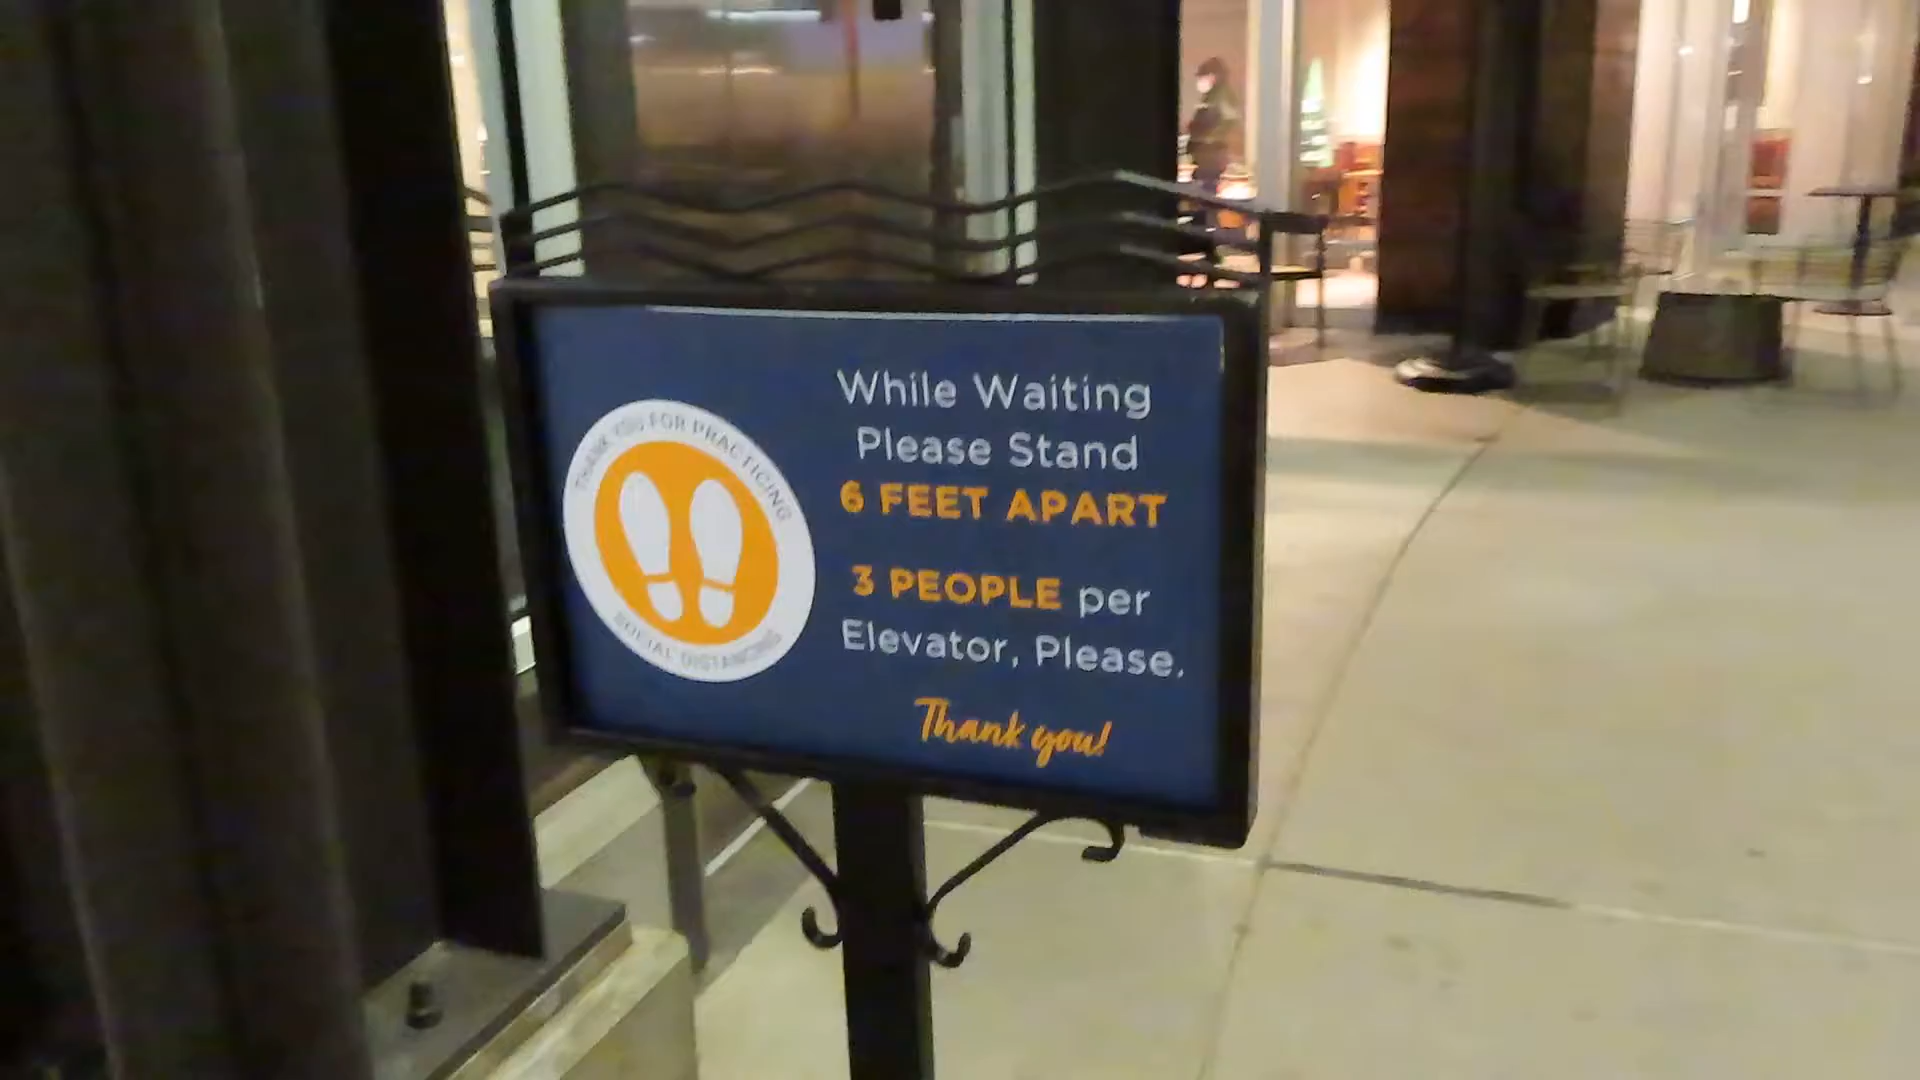 THANK YOU FOR PRACTICING
SOCIAL DISTANCING
While Waiting
Please Stand
6 FEET APART
3 PEOPLE per
Elevator, Please.
Thank you!